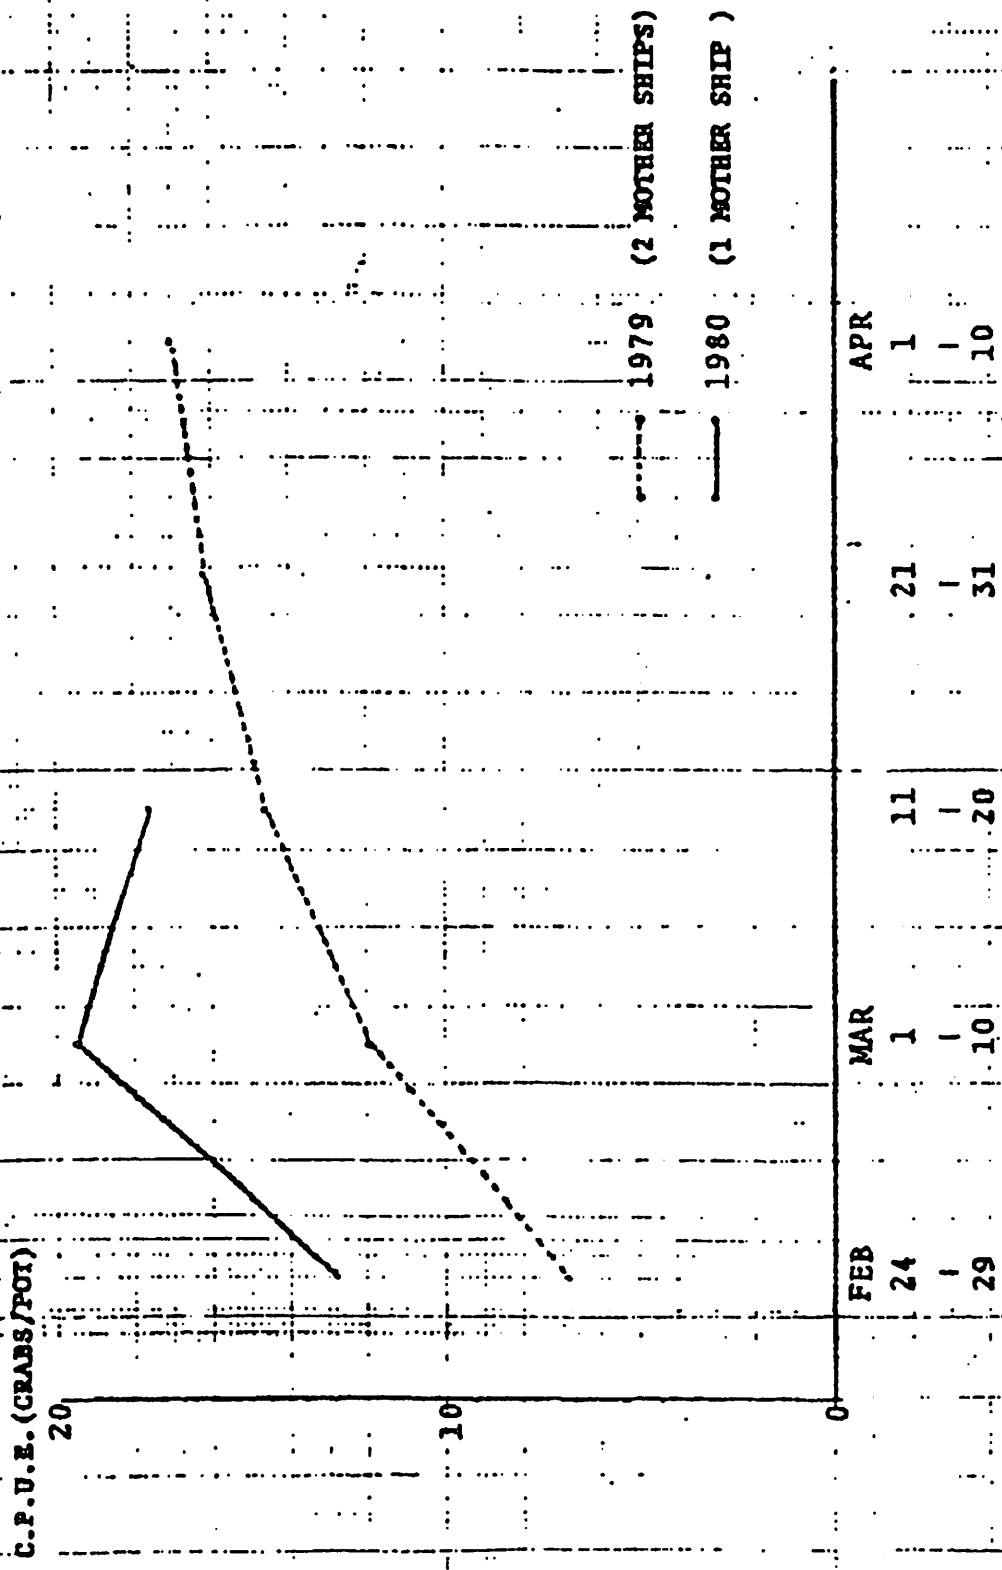 C.P.U.E.(CRABS/POT)
20
10
0
1979 (2 MOTHER SHIPS)
1980 (1 MOTHER SHIP )
FEB MAR APR
24 1 11 21 1
– – – – –
29 10 20 31 10